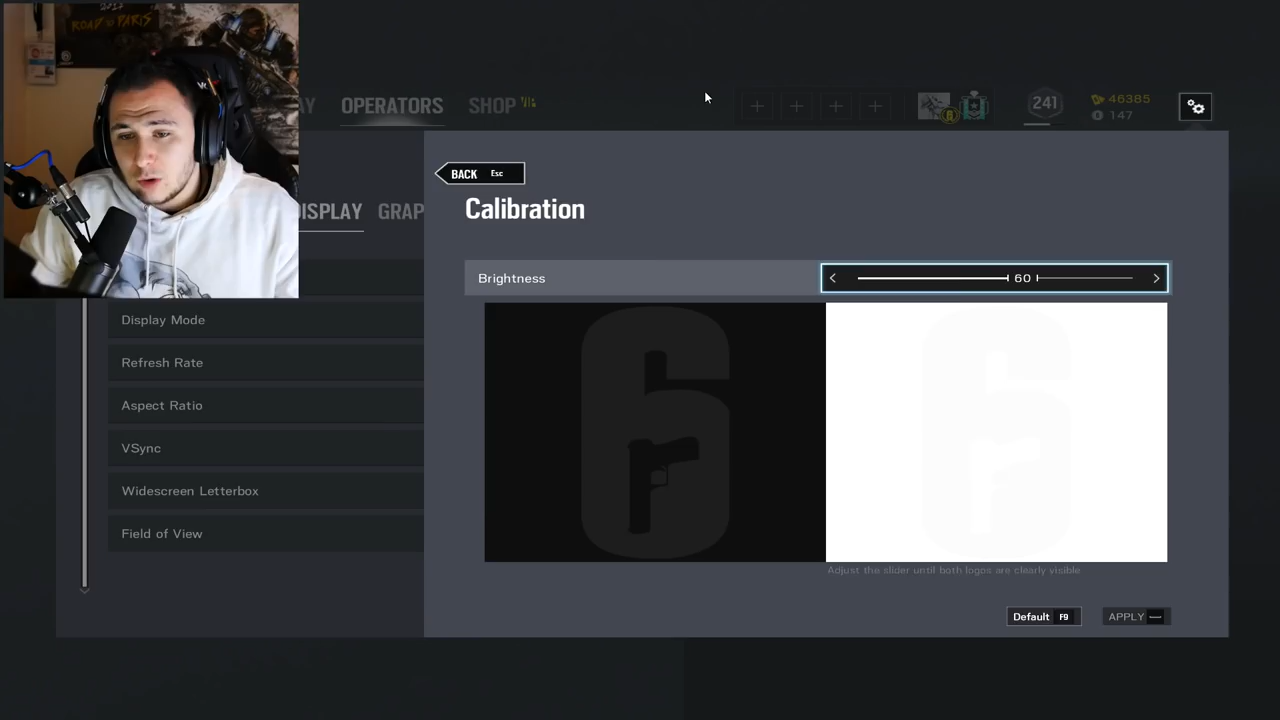 2017
ROAD TO PARIS
OPERATORS
SHOP
241
46385
147
BACK Esc
Calibration
DISPLAY
GRAP
Brightness
60
Display Mode
Refresh Rate
Aspect Ratio
VSync
Widescreen Letterbox
Field of View
Adjust the slider until both logos are clearly visible
Default F9
APPLY